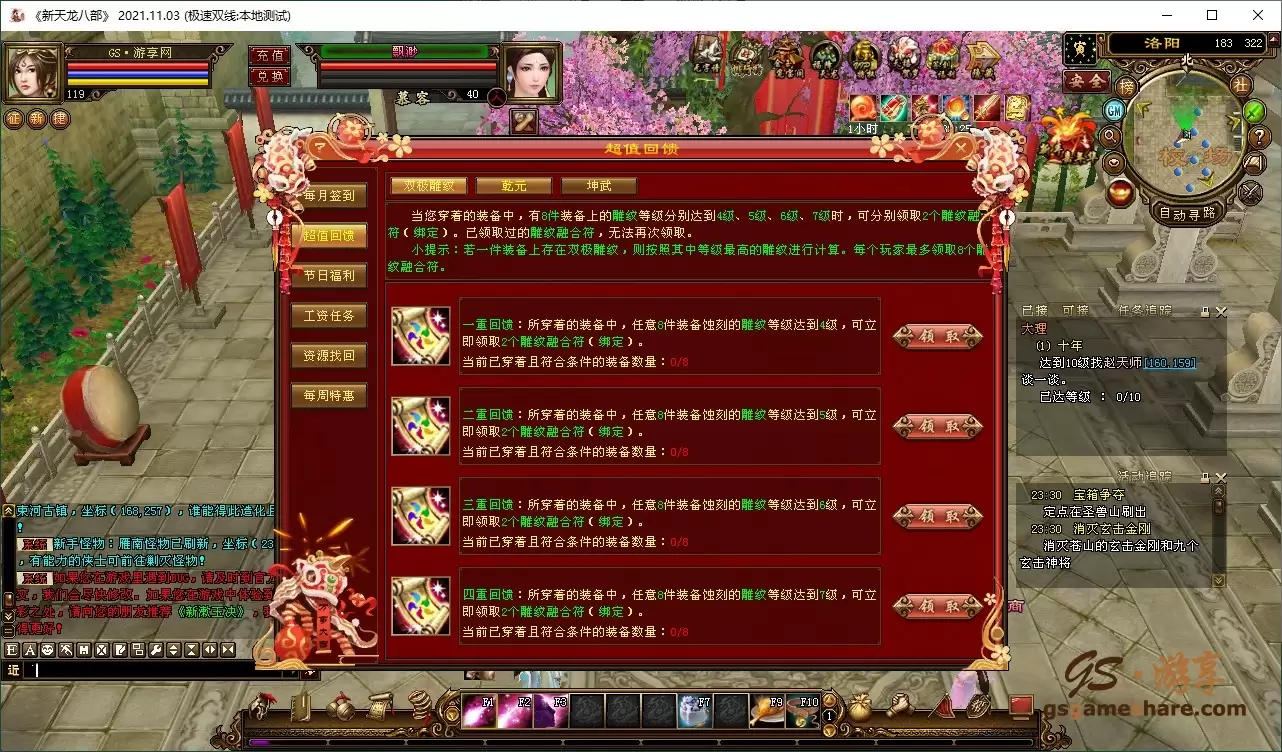 《新天龙八部》 2021.11.03 (极速双线:本地测试)
GS·游享网
119
充值
兑换
飘渺
慕容
40
征 新 建
1小时
洛阳 183 322
北
安全
榜
社
GM
自动寻路
超值回馈
每月签到
超值回馈
节日福利
工资任务
资源找回
每周特惠
双极雕纹 乾元 坤武
当您穿着的装备中，有8件装备上的雕纹等级分别达到4级、5级、6级、7级时，可分别领取2个雕纹融合
符（绑定）。已领取过的雕纹融合符，无法再次领取。
小提示：若一件装备上存在双极雕纹，则按照其中等级最高的雕纹进行计算。每个玩家最多领取8个雕
纹融合符。
一重回馈：所穿着的装备中，任意8件装备蚀刻的雕纹等级达到4级，可立
即领取2个雕纹融合符（绑定）。
当前已穿着且符合条件的装备数量：0/8
领取
二重回馈：所穿着的装备中，任意8件装备蚀刻的雕纹等级达到5级，可立
即领取2个雕纹融合符（绑定）。
当前已穿着且符合条件的装备数量：0/8
领取
三重回馈：所穿着的装备中，任意8件装备蚀刻的雕纹等级达到6级，可立
即领取2个雕纹融合符（绑定）。
当前已穿着且符合条件的装备数量：0/8
领取
四重回馈：所穿着的装备中，任意8件装备蚀刻的雕纹等级达到7级，可立
即领取2个雕纹融合符（绑定）。
当前已穿着且符合条件的装备数量：0/8
领取
已接 可接 任务追踪
大理
(1) 十年
达到10级找赵天师[160,159]
谈一谈。
已达等级 : 0/10
活动追踪
23:30 宝箱争夺
定点在圣兽山刷出
23:30 消灭玄击金刚
消灭苍山的玄击金刚和九个
玄击神将
束河古镇，坐标（168,257），谁能得此造化且
!
系统 新手怪物：雁南怪物已刷新，坐标（23
，有能力的侠士可前往剿灭怪物!
系统 如果您在游戏里遇到BUG，请及时到官方
交，我们会尽快修改。如果您在游戏中体验到
彩之处，请向您的朋友推荐《新漱玉决》，我
得更好!
近
商
F1 F2 F3 F7 F9 F10
1
GS·游享
gsgameshare.com